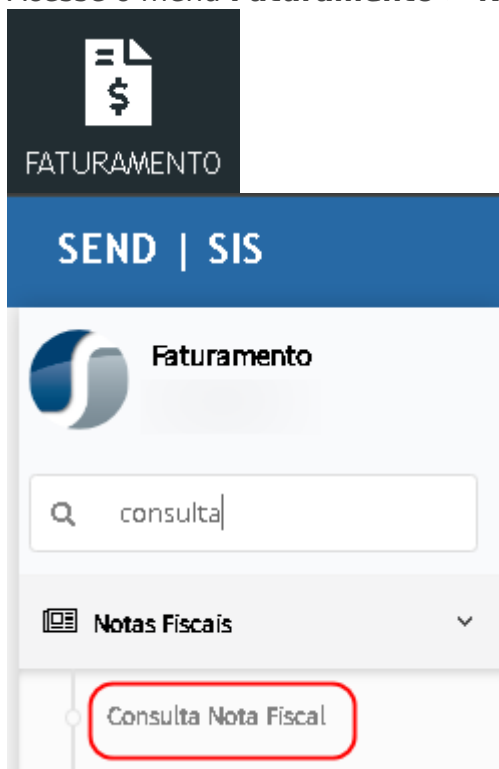 FATURAMENTO
SEND | SIS
Faturamento
consulta
Notas Fiscais
Consulta Nota Fiscal